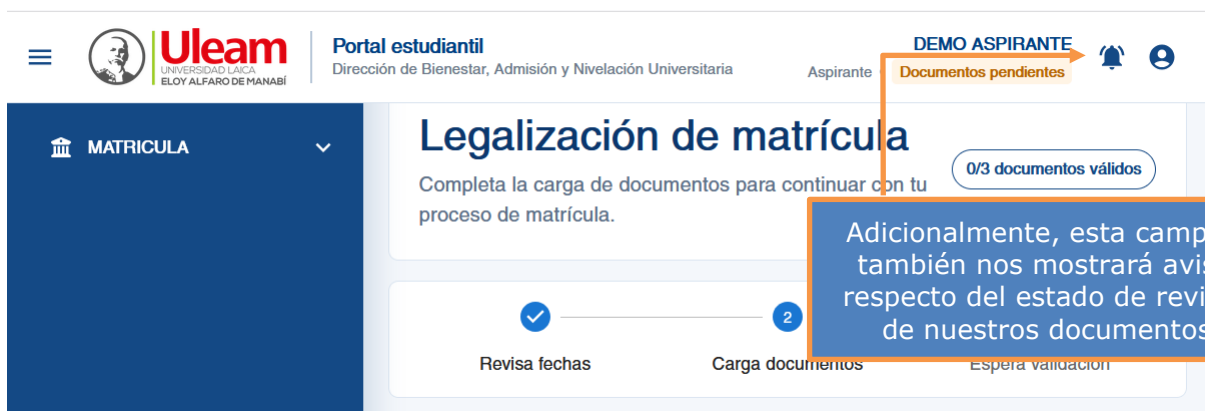 Uleam
UNIVERSIDAD LAICA
ELOY ALFARO DE MANABÍ
Portal estudiantil
Dirección de Bienestar, Admisión y Nivelación Universitaria
DEMO ASPIRANTE
Aspirante
Documentos pendientes
MATRICULA
Legalización de matrícula
Completa la carga de documentos para continuar con tu
proceso de matrícula.
0/3 documentos válidos
Adicionalmente, esta
también nos mostrará
respecto del estado de
de nuestros documentos
2
Revisa fechas
Carga documentos
Espera validación